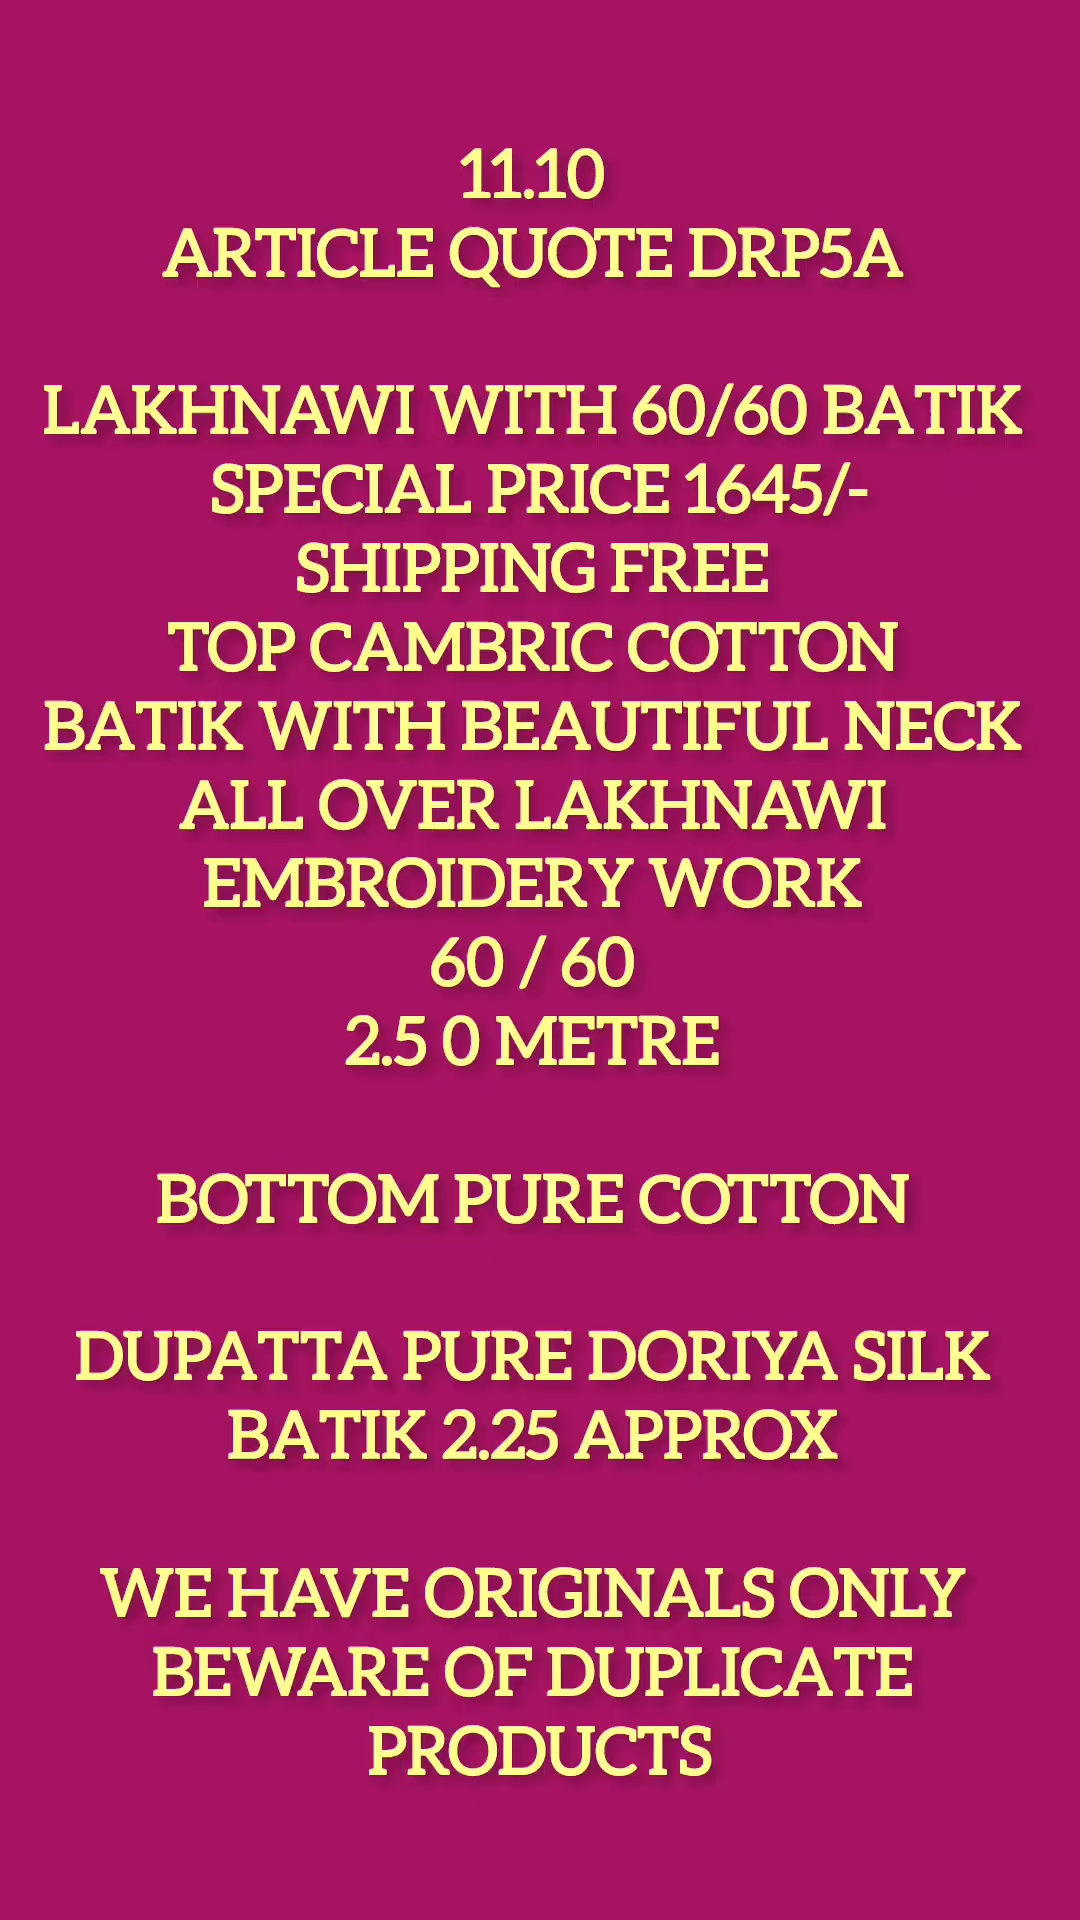 11.10
ARTICLE QUOTE DRP5A
LAKHNAWI WITH 60/60 BATIK
SPECIAL PRICE 1645/-
SHIPPING FREE
TOP CAMBRIC COTTON
BATIK WITH BEAUTIFUL NECK
ALL OVER LAKHNAWI
EMBROIDERY WORK
60 / 60
2.5 0 METRE
BOTTOM PURE COTTON
DUPATTA PURE DORIYA SILK
BATIK 2.25 APPROX
WE HAVE ORIGINALS ONLY
BEWARE OF DUPLICATE
PRODUCTS